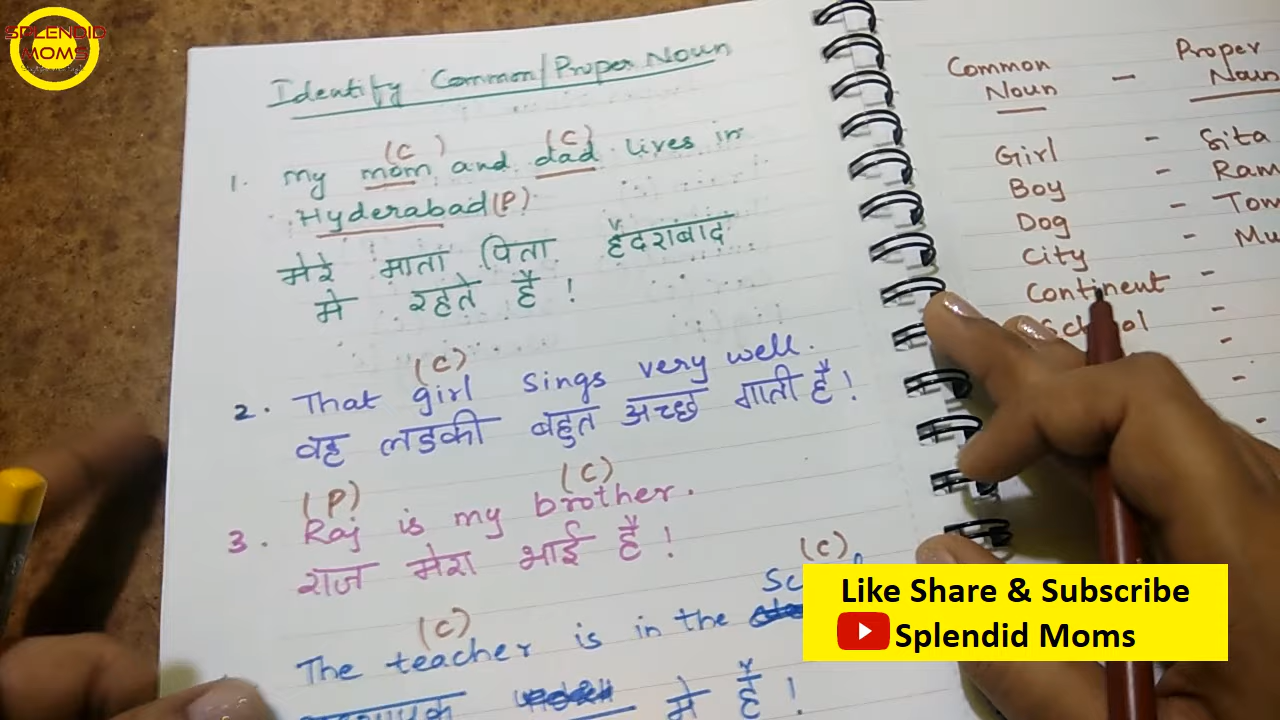 SPLENDID
MOMS
Identify Common/Proper Noun
(C) (C)
1. My mom and dad lives in
Hyderabad (P)
मेरे माता पिता हैदराबाद
मे रहते है !
(C)
2. That girl sings very well.
वह लडकी बहुत अच्छे गाती है !
(P) (C)
3. Raj is my brother.
राज मेरा भाई है !
(C) (C)
The teacher is in the
मे है !
Common Noun - Proper Noun
Girl - Sita
Boy - Ram
Dog - Tom
City - Mu
Continent -
School -
Like Share & Subscribe
Splendid Moms